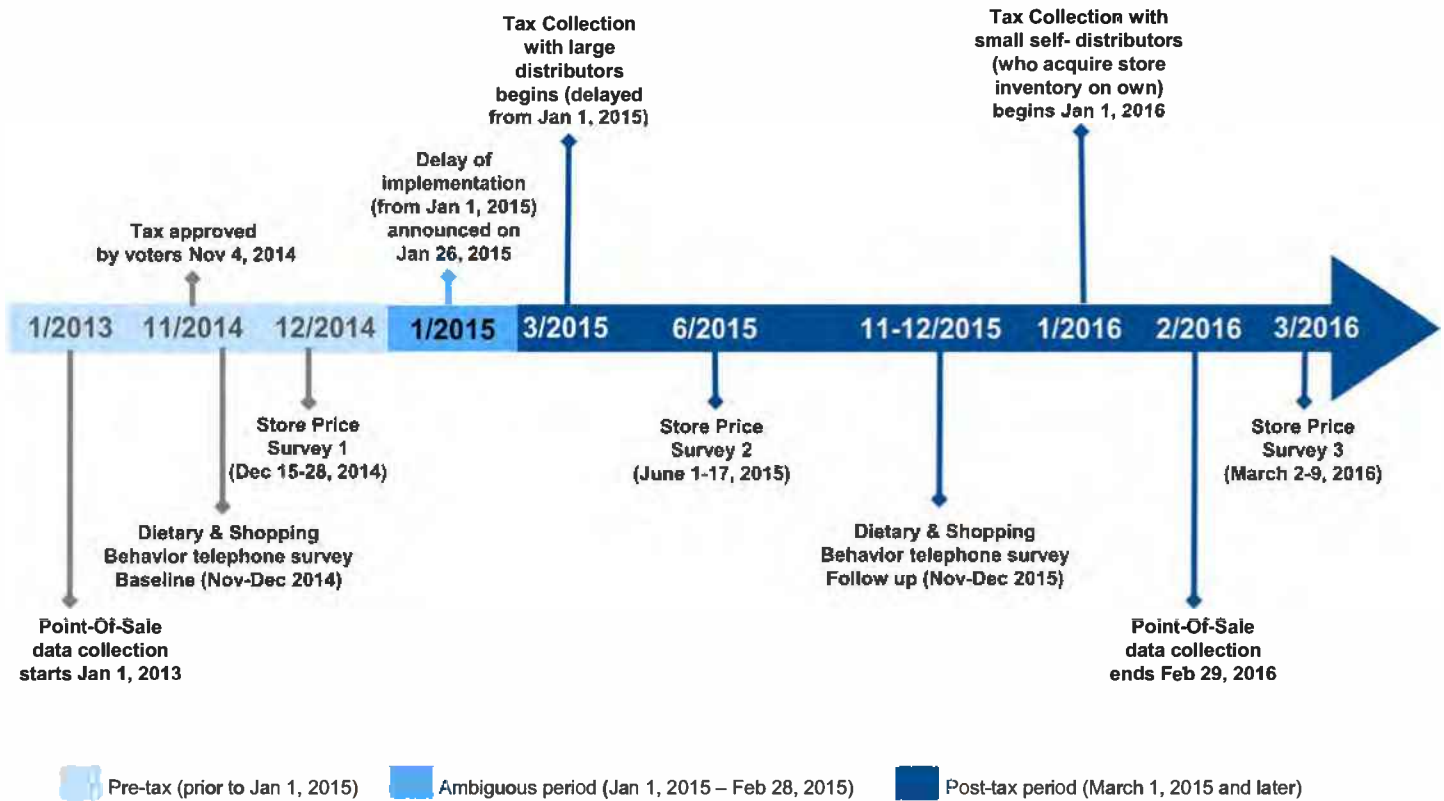 Tax Collection
with large
distributors
begins (delayed
from Jan 1, 2015)
Tax Collection with
small self- distributors
(who acquire store
inventory on own)
begins Jan 1, 2016
Delay of
implementation
(from Jan 1, 2015)
announced on
Jan 26, 2015
Tax approved
by voters Nov 4, 2014
1/2013 11/2014 12/2014 1/2015 3/2015 6/2015 11-12/2015 1/2016 2/2016 3/2016
Store Price
Survey 1
(Dec 15-28, 2014)
Store Price
Survey 2
(June 1-17, 2015)
Store Price
Survey 3
(March 2-9, 2016)
Dietary & Shopping
Behavior telephone survey
Baseline (Nov-Dec 2014)
Dietary & Shopping
Behavior telephone survey
Follow up (Nov-Dec 2015)
Point-Of-Sale
data collection
starts Jan 1, 2013
Point-Of-Sale
data collection
ends Feb 29, 2016
Pre-tax (prior to Jan 1, 2015) Ambiguous period (Jan 1, 2015 – Feb 28, 2015) Post-tax period (March 1, 2015 and later)